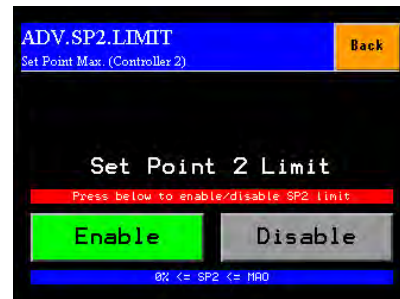 ADV.SP2.LIMIT
Back
Set Point Max. (Controller 2)
Set Point 2 Limit
Press below to enable/disable SP2 limit
Enable
Disable
0% <= SP2 <= MAO